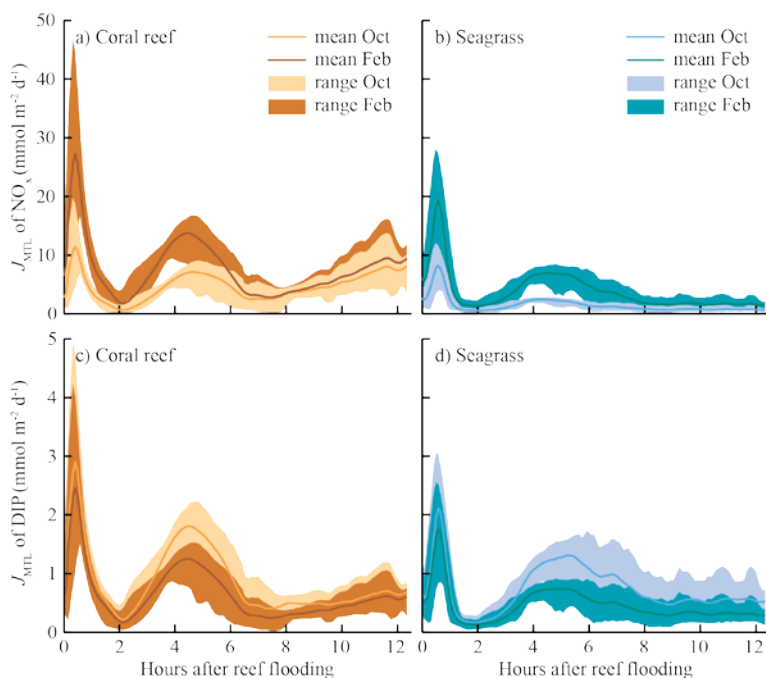 a) Coral reef
mean Oct
mean Feb
range Oct
range Feb
b) Seagrass
mean Oct
mean Feb
range Oct
range Feb
J_MTL of NOₓ (mmol m⁻² d⁻¹)
50
40
30
20
10
0
c) Coral reef
d) Seagrass
J_MTL of DIP (mmol m⁻² d⁻¹)
5
4
3
2
1
0
0 2 4 6 8 10 12
0 2 4 6 8 10 12
Hours after reef flooding
Hours after reef flooding